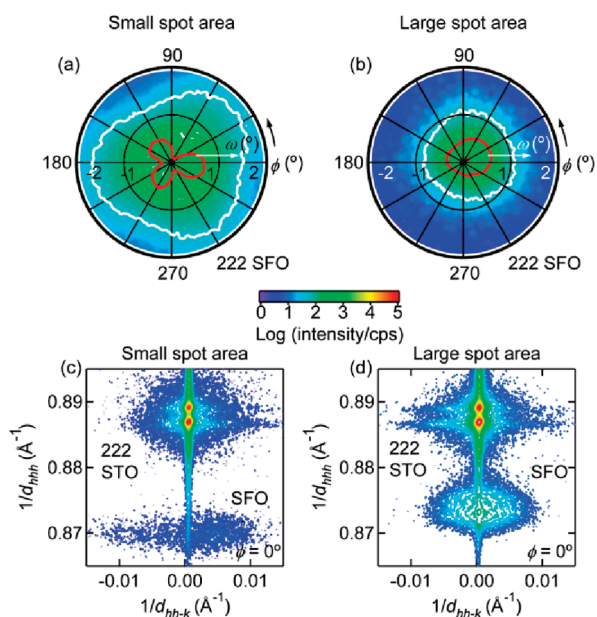 Small spot area
Large spot area
(a)
90
180
-2
-1
1
2
ω (°)
ϕ (°)
270
222 SFO
(b)
90
180
-2
-1
1
2
ω (°)
ϕ (°)
270
222 SFO
0 1 2 3 4 5
Log (intensity/cps)
Small spot area
Large spot area
(c)
0.89
0.88
0.87
1/d_hhh (Å⁻¹)
222
STO
SFO
ϕ = 0º
-0.01 0.00 0.01
1/d_hh-k (Å⁻¹)
(d)
0.89
0.88
0.87
1/d_hhh (Å⁻¹)
222
STO
SFO
ϕ = 0º
-0.01 0.00 0.01
1/d_hh-k (Å⁻¹)